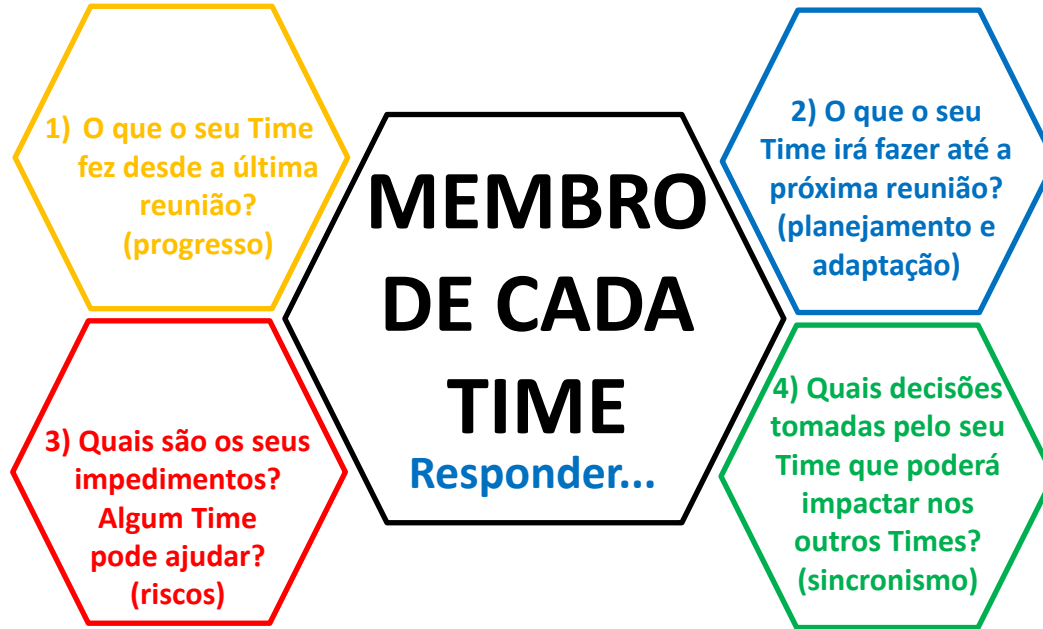 1) O que o seu Time
fez desde a última
reunião?
(progresso)
MEMBRO
DE CADA
TIME
Responder...
2) O que o seu
Time irá fazer até a
próxima reunião?
(planejamento e
adaptação)
3) Quais são os seus
impedimentos?
Algum Time
pode ajudar?
(riscos)
4) Quais decisões
tomadas pelo seu
Time que poderá
impactar nos
outros Times?
(sincronismo)